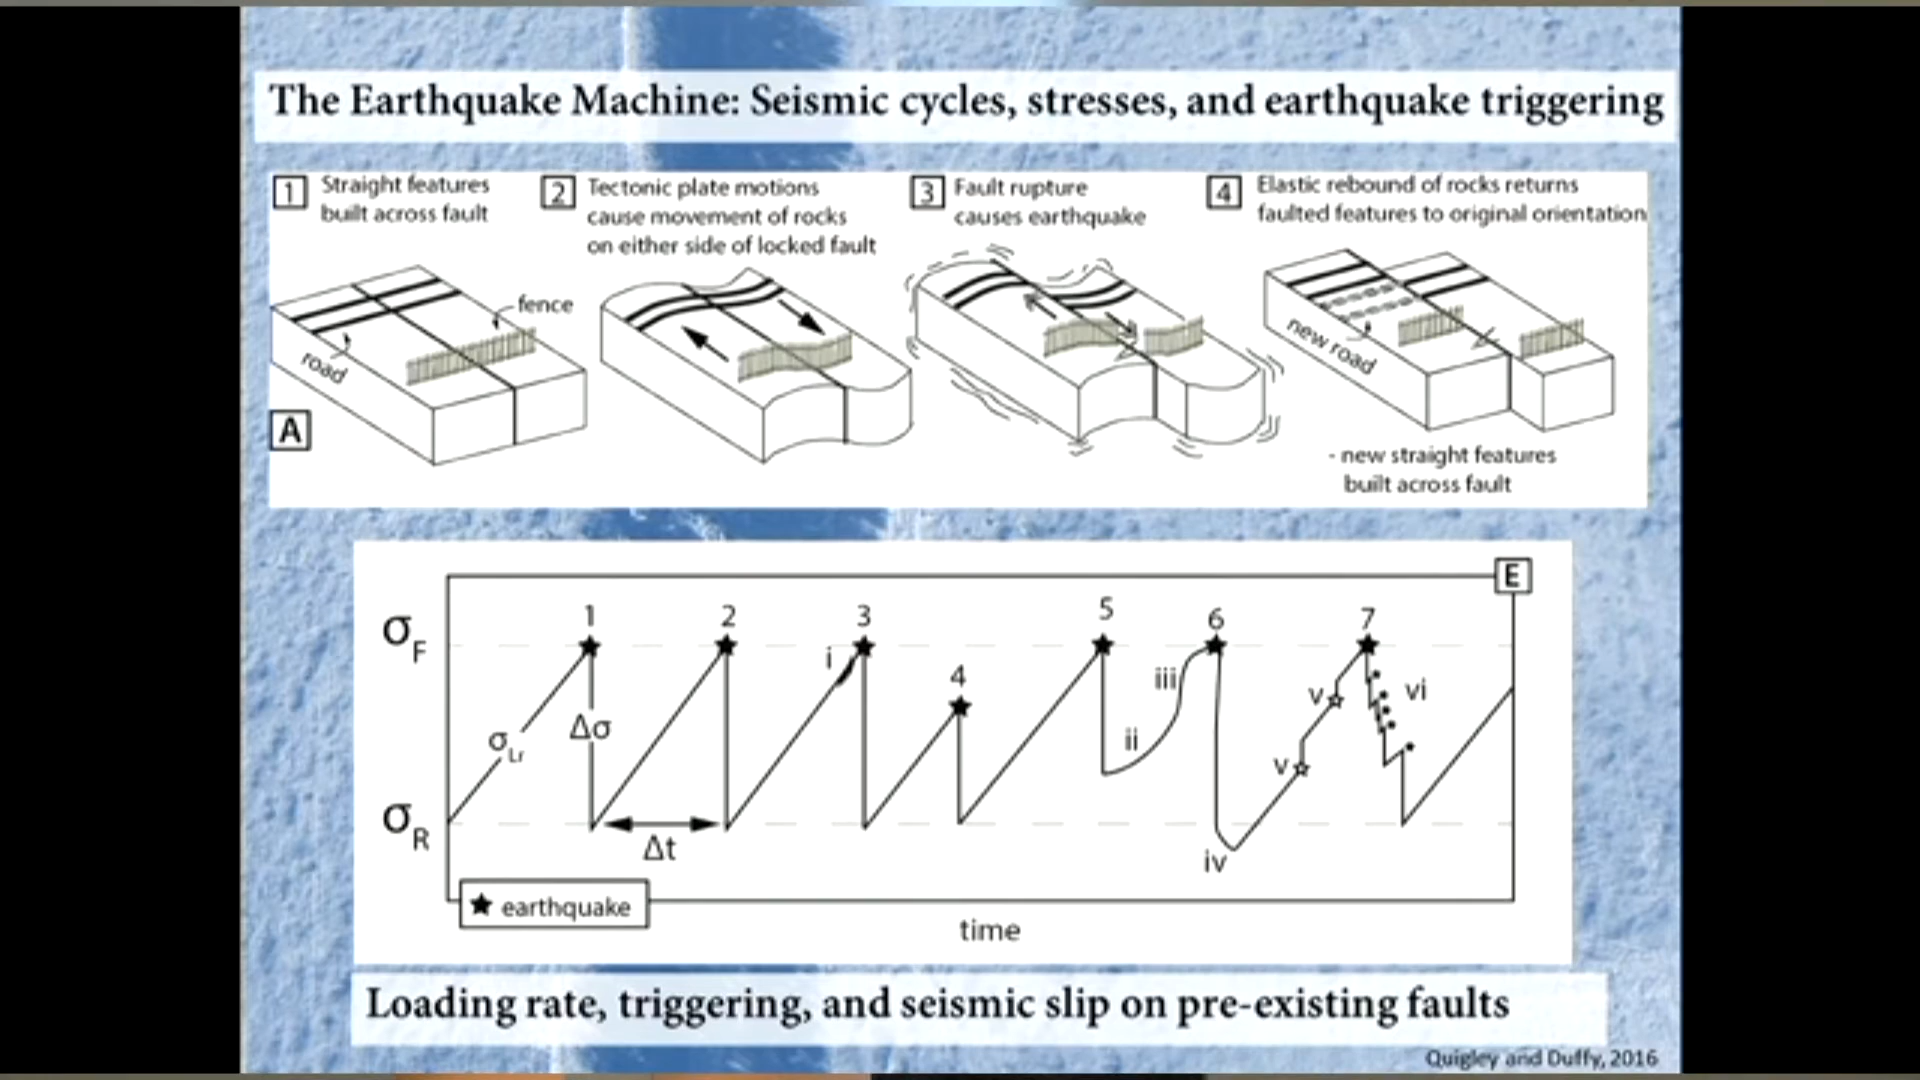 The Earthquake Machine: Seismic cycles, stresses, and earthquake triggering
1 Straight features
built across fault
2 Tectonic plate motions
cause movement of rocks
on either side of locked fault
3 Fault rupture
causes earthquake
4 Elastic rebound of rocks returns
faulted features to original orientation
fence
road
new road
A
- new straight features
built across fault
E
1 2 3 4 5 6 7
σF
i
iii
v
vi
σLr
Δσ
ii
v
σR
Δt
iv
★ earthquake
time
Loading rate, triggering, and seismic slip on pre-existing faults
Quigley and Duffy, 2016